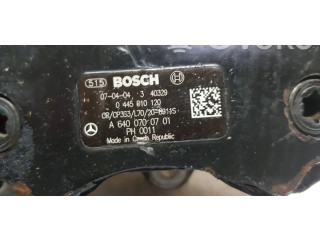 515 BOSCH
07-04-04 3 40329
0 445 010 120
CR/CP3S3/L70/20-8911S
A 640 070 07 01
PH 0011
Made in Czech Republic